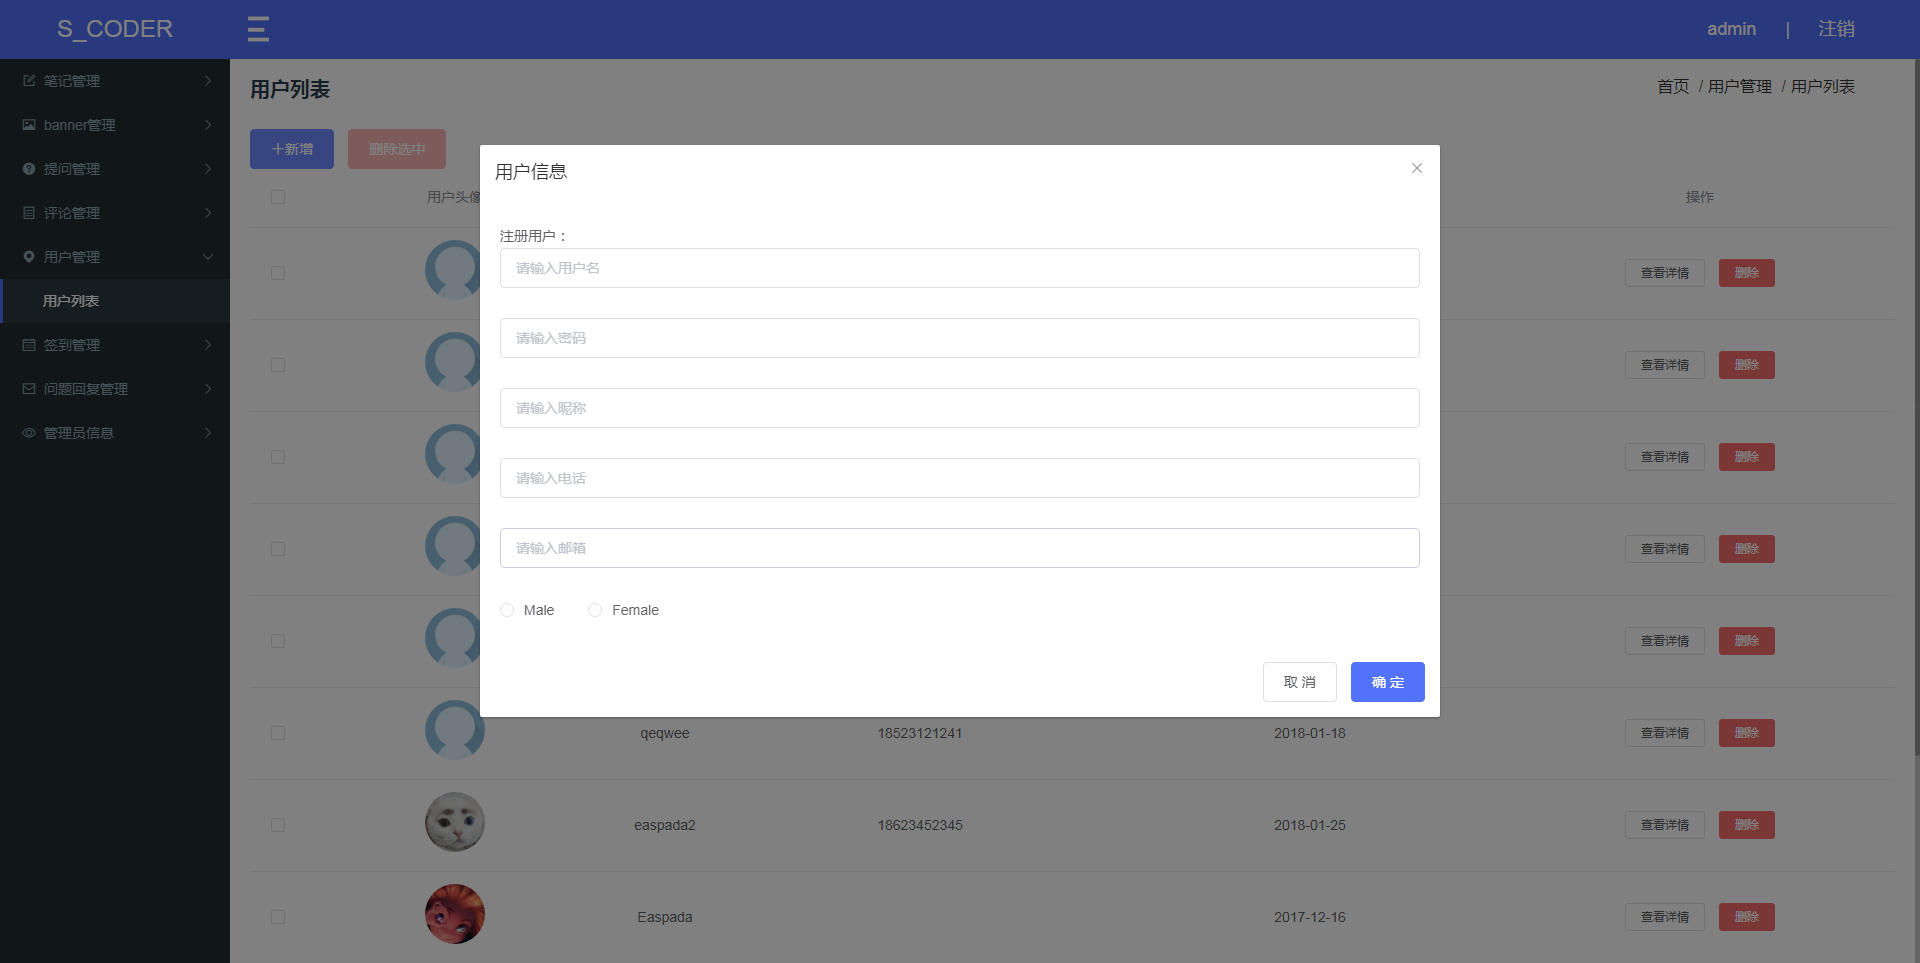 S_CODER
admin | 注销
笔记管理
banner管理
提问管理
评论管理
用户管理
用户列表
签到管理
问题回复管理
管理员信息
用户列表
首页 / 用户管理 / 用户列表
+新增
删除选中
用户头像
操作
用户信息
注册用户：
请输入用户名
请输入密码
请输入昵称
请输入电话
请输入邮箱
Male Female
取 消 确 定
查看详情 删除
查看详情 删除
查看详情 删除
查看详情 删除
查看详情 删除
qeqwee 18523121241 2018-01-18 查看详情 删除
easpada2 18623452345 2018-01-25 查看详情 删除
Easpada 2017-12-16 查看详情 删除